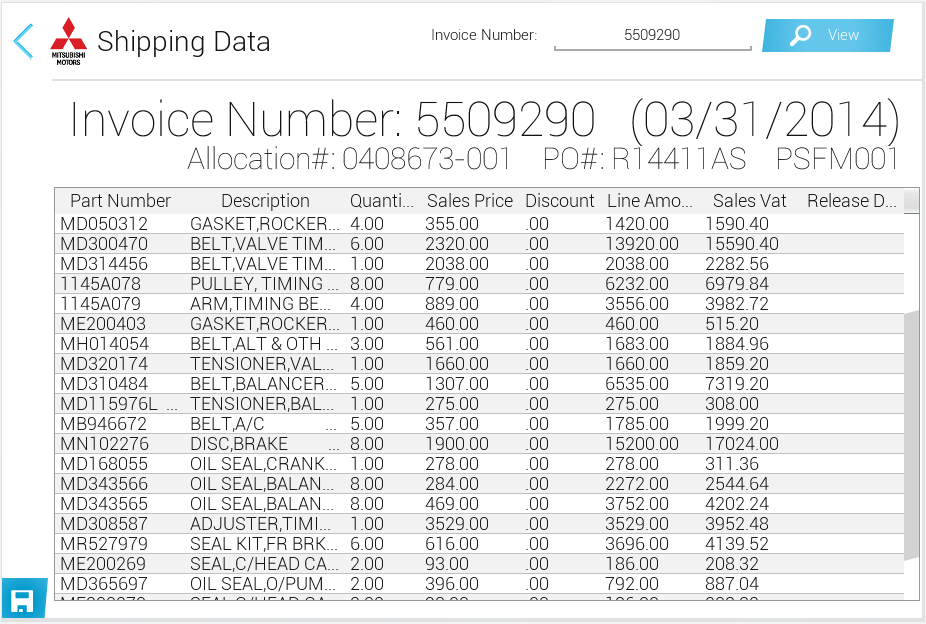 MITSUBISHI
MOTORS
Shipping Data
Invoice Number: 5509290 View
Invoice Number: 5509290 (03/31/2014)
Allocation#: 0408673-001 PO#: R14411AS PSFM001
Part Number Description Quanti... Sales Price Discount Line Amo... Sales Vat Release D...
MD050312 GASKET,ROCKER... 4.00 355.00 .00 1420.00 1590.40
MD300470 BELT,VALVE TIM... 6.00 2320.00 .00 13920.00 15590.40
MD314456 BELT,VALVE TIM... 1.00 2038.00 .00 2038.00 2282.56
1145A078 PULLEY, TIMING ... 8.00 779.00 .00 6232.00 6979.84
1145A079 ARM,TIMING BE... 4.00 889.00 .00 3556.00 3982.72
ME200403 GASKET,ROCKER... 1.00 460.00 .00 460.00 515.20
MH014054 BELT,ALT & OTH ... 3.00 561.00 .00 1683.00 1884.96
MD320174 TENSIONER,VAL... 1.00 1660.00 .00 1660.00 1859.20
MD310484 BELT,BALANCER... 5.00 1307.00 .00 6535.00 7319.20
MD115976L ... TENSIONER,BAL... 1.00 275.00 .00 275.00 308.00
MB946672 BELT,A/C ... 5.00 357.00 .00 1785.00 1999.20
MN102276 DISC,BRAKE ... 8.00 1900.00 .00 15200.00 17024.00
MD168055 OIL SEAL,CRANK... 1.00 278.00 .00 278.00 311.36
MD343566 OIL SEAL,BALAN... 8.00 284.00 .00 2272.00 2544.64
MD343565 OIL SEAL,BALAN... 8.00 469.00 .00 3752.00 4202.24
MD308587 ADJUSTER,TIMI... 1.00 3529.00 .00 3529.00 3952.48
MR527979 SEAL KIT,FR BRK... 6.00 616.00 .00 3696.00 4139.52
ME200269 SEAL,C/HEAD CA... 2.00 93.00 .00 186.00 208.32
MD365697 OIL SEAL,O/PUM... 2.00 396.00 .00 792.00 887.04